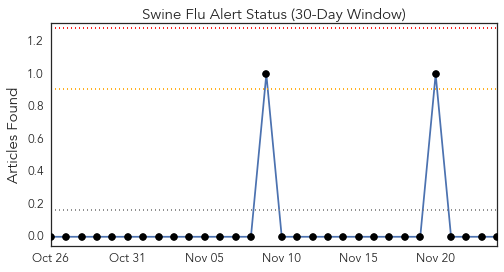 Swine Flu Alert Status (30-Day Window)
Articles Found
1.2
1.0
0.8
0.6
0.4
0.2
0.0
Oct 26 Oct 31 Nov 05 Nov 10 Nov 15 Nov 20